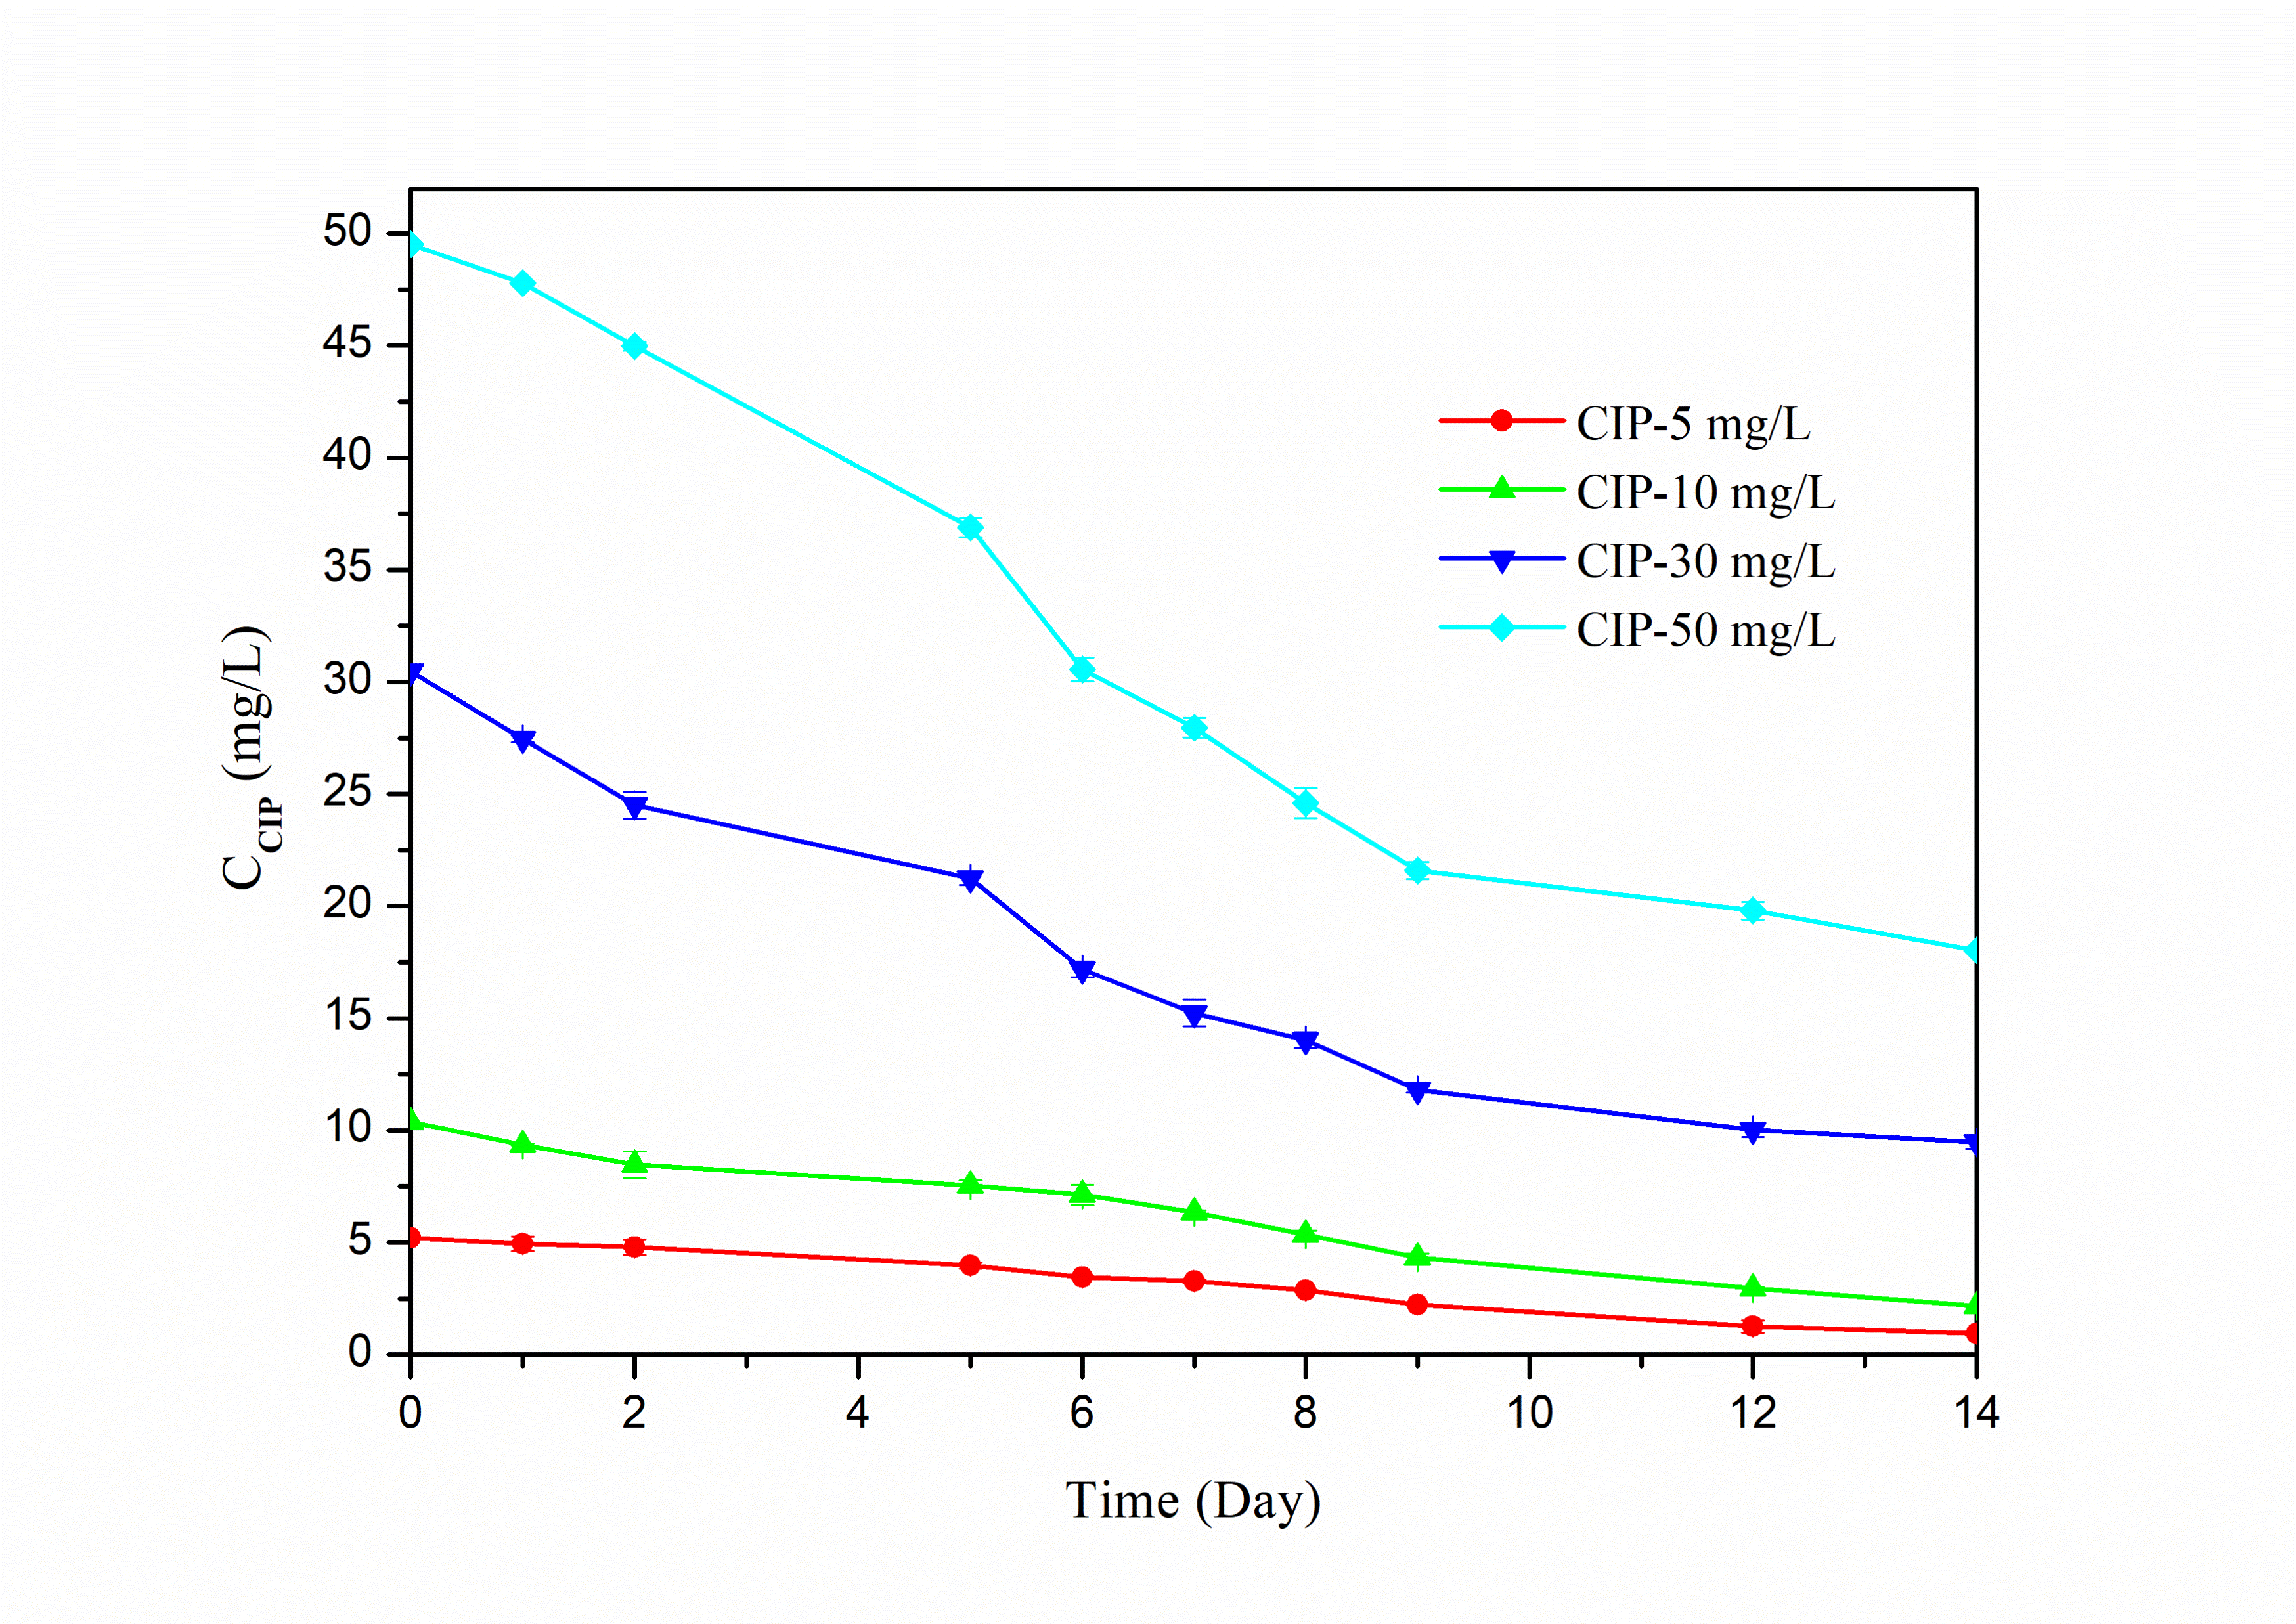 50
45
40
35
30
25
20
15
10
5
0
C_CIP (mg/L)
CIP-5 mg/L
CIP-10 mg/L
CIP-30 mg/L
CIP-50 mg/L
0 2 4 6 8 10 12 14
Time (Day)